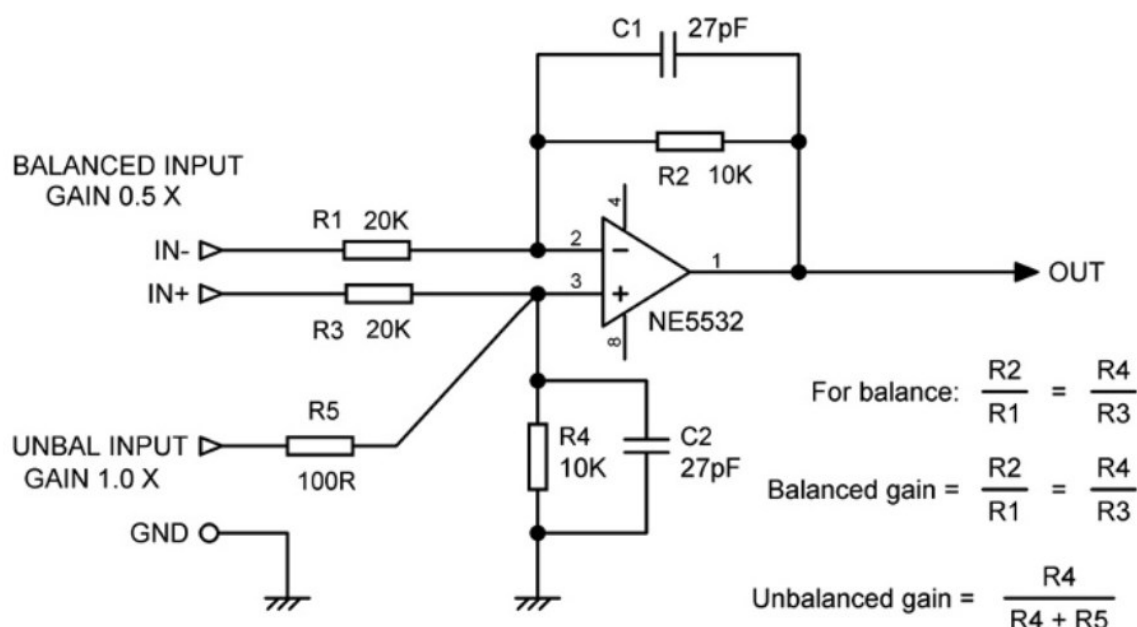 C1 27pF
R2 10K
BALANCED INPUT
GAIN 0.5 X
R1 20K
IN-
IN+
R3 20K
4
2
−
3
+
1
8
NE5532
OUT
R5
100R
UNBAL INPUT
GAIN 1.0 X
R4
10K
C2
27pF
GND
For balance: R2/R1 = R4/R3
Balanced gain = R2/R1 = R4/R3
Unbalanced gain = R4/(R4 + R5)